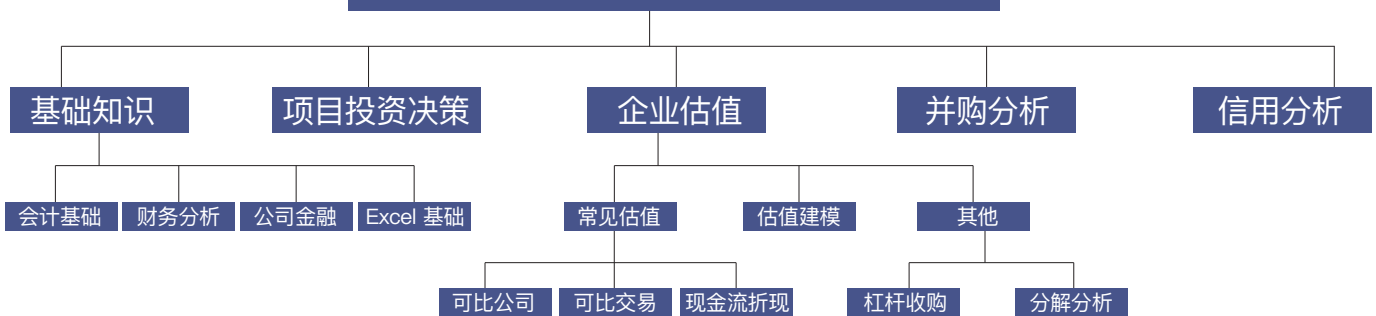 基础知识
项目投资决策
企业估值
并购分析
信用分析
会计基础
财务分析
公司金融
Excel 基础
常见估值
估值建模
其他
可比公司
可比交易
现金流折现
杠杆收购
分解分析